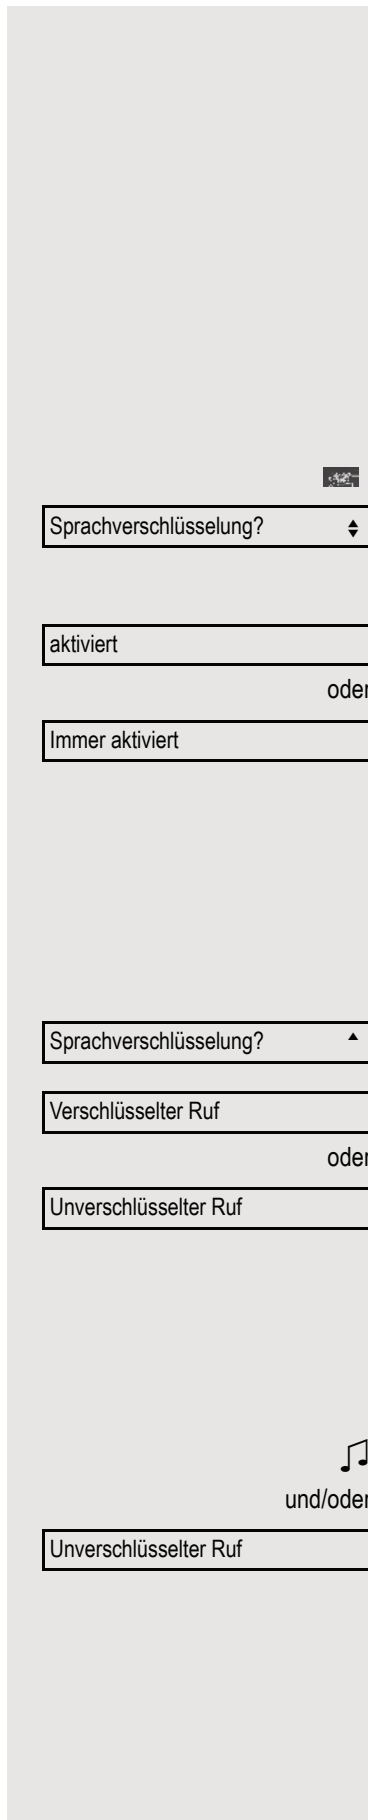 Sprachverschlüsselung?
aktiviert
oder
Immer aktiviert
Sprachverschlüsselung?
Verschlüsselter Ruf
oder
Unverschlüsselter Ruf
und/oder
Unverschlüsselter Ruf